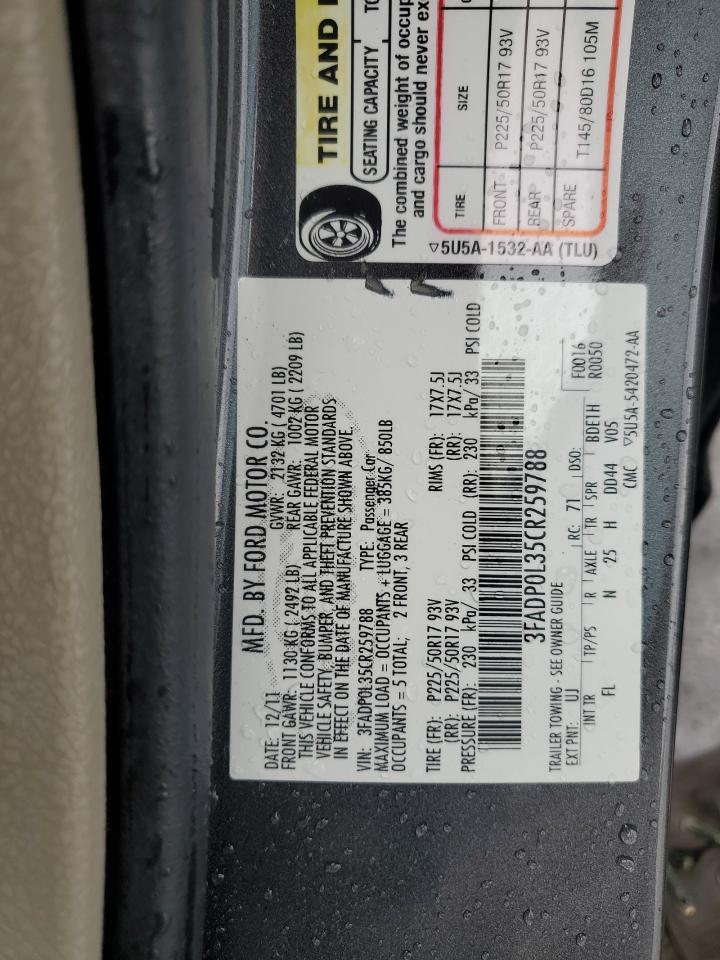 MFD. BY FORD MOTOR CO.
DATE: 12/11 GVWR: 2132 KG ( 4701 LB)
FRONT GAWR: 1130 KG ( 2492 LB) REAR GAWR: 1002 KG ( 2209 LB)
THIS VEHICLE CONFORMS TO ALL APPLICABLE FEDERAL MOTOR
VEHICLE SAFETY, BUMPER, AND THEFT PREVENTION STANDARDS
IN EFFECT ON THE DATE OF MANUFACTURE SHOWN ABOVE.
VIN: 3FADP0L35CR259788 TYPE: Passenger Car
MAXIMUM LOAD = OCCUPANTS + LUGGAGE = 385KG/ 850LB
OCCUPANTS = 5 TOTAL; 2 FRONT, 3 REAR
TIRE (FR): P225/50R17 93V RIMS (FR): 17X7.5J
(RR): P225/50R17 93V (RR): 17X7.5J
PRESSURE (FR): 230 kPa/ 33 PSI COLD (RR): 230 kPa/ 33 PSI COLD
3FADP0L35CR259788
TRAILER TOWING - SEE OWNER GUIDE F0016
EXT PNT: UJ RC: 71 DSO: R0050
INT TR TP/PS R AXLE TR SPR BDEIH
FL N 25 H DD44 V05
CMC ▽5U5A-5420472-AA
TIRE AND
SEATING CAPACITY TO
The combined weight of occup
and cargo should never exc
TIRE SIZE
FRONT P225/50R17 93V
REAR P225/50R17 93V
SPARE T145/80D16 105M
▽5U5A-1532-AA (TLU)